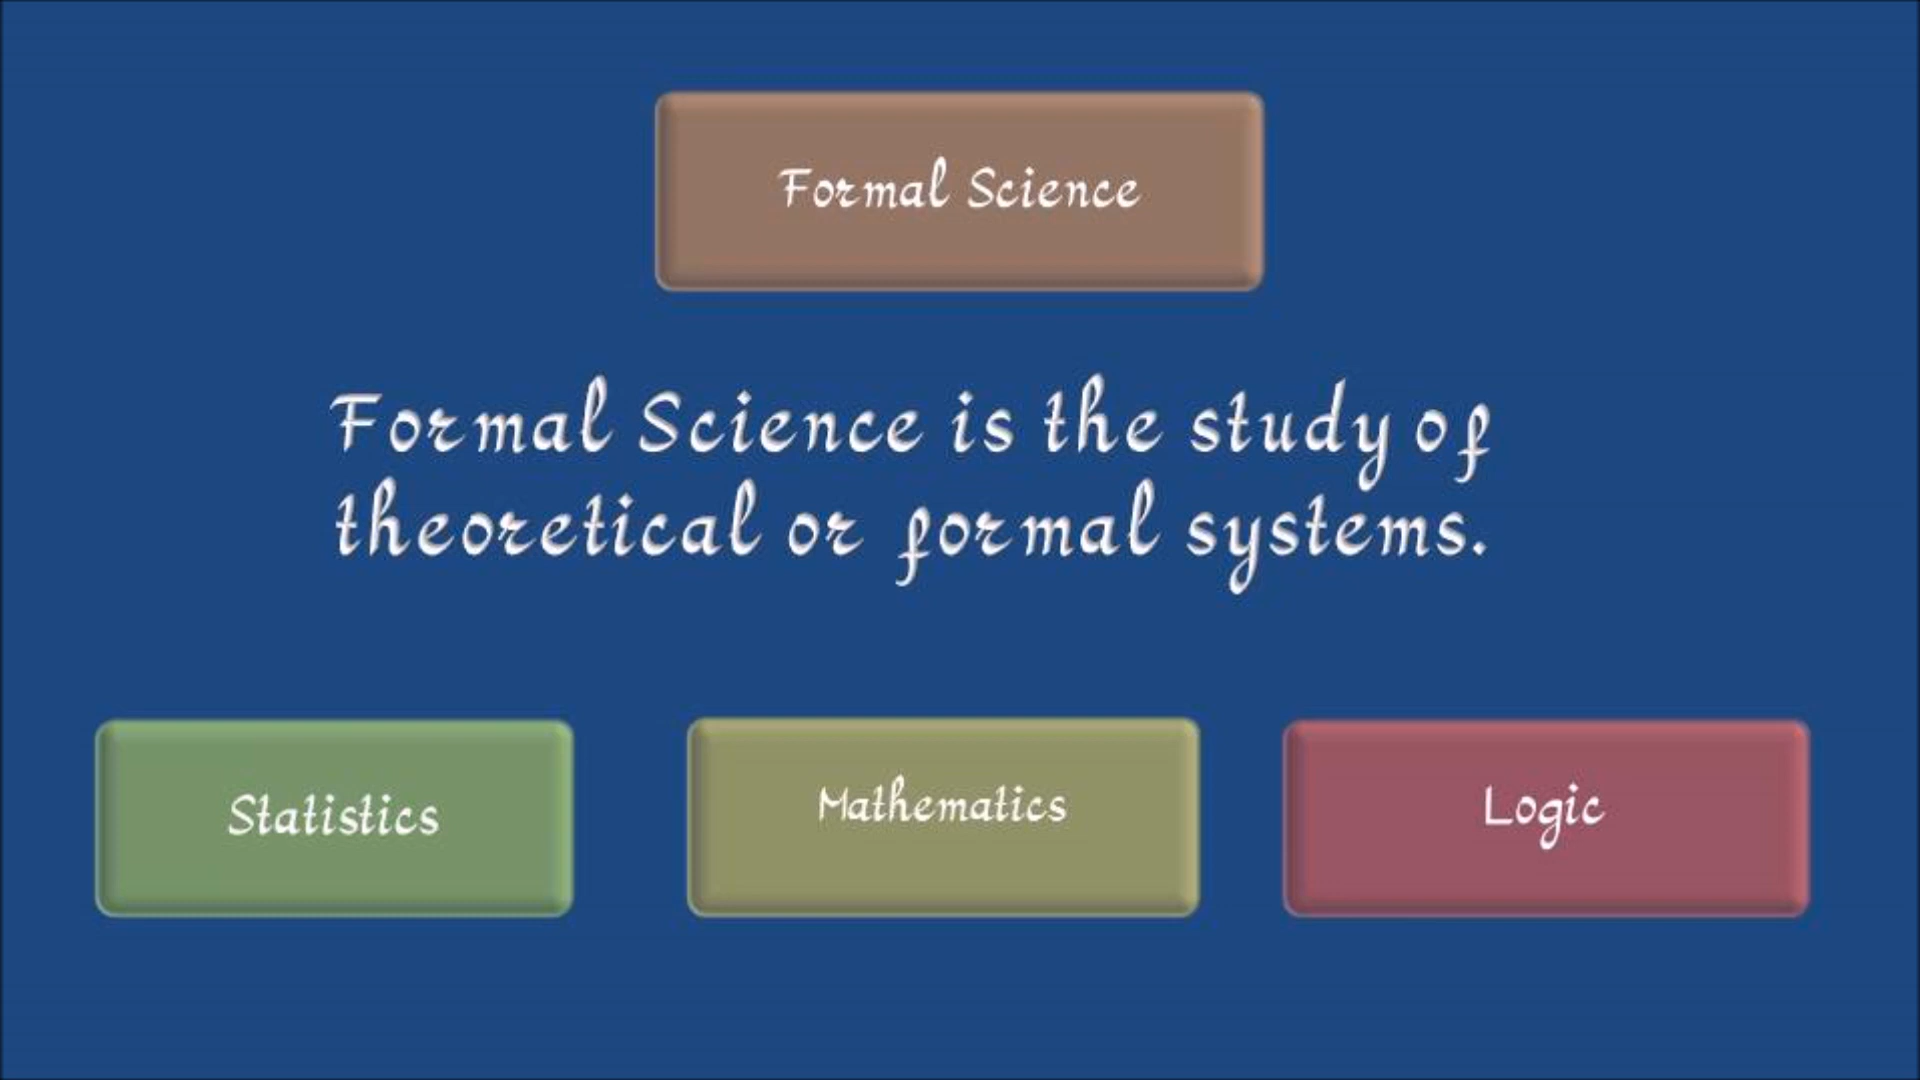 Formal Science
Formal Science is the study of
theoretical or formal systems.
Statistics
Mathematics
Logic